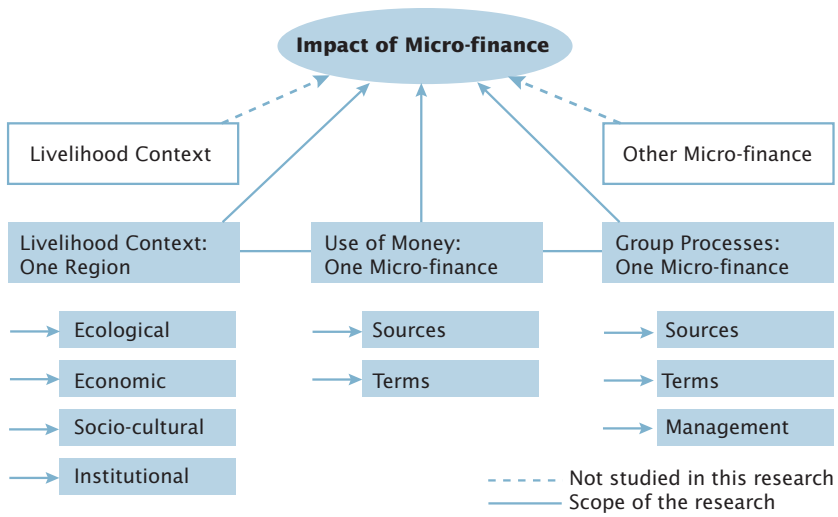 Impact of Micro-finance
Livelihood Context
Other Micro-finance
Livelihood Context:
One Region
Use of Money:
One Micro-finance
Group Processes:
One Micro-finance
Ecological
Economic
Socio-cultural
Institutional
Sources
Terms
Sources
Terms
Management
Not studied in this research
Scope of the research